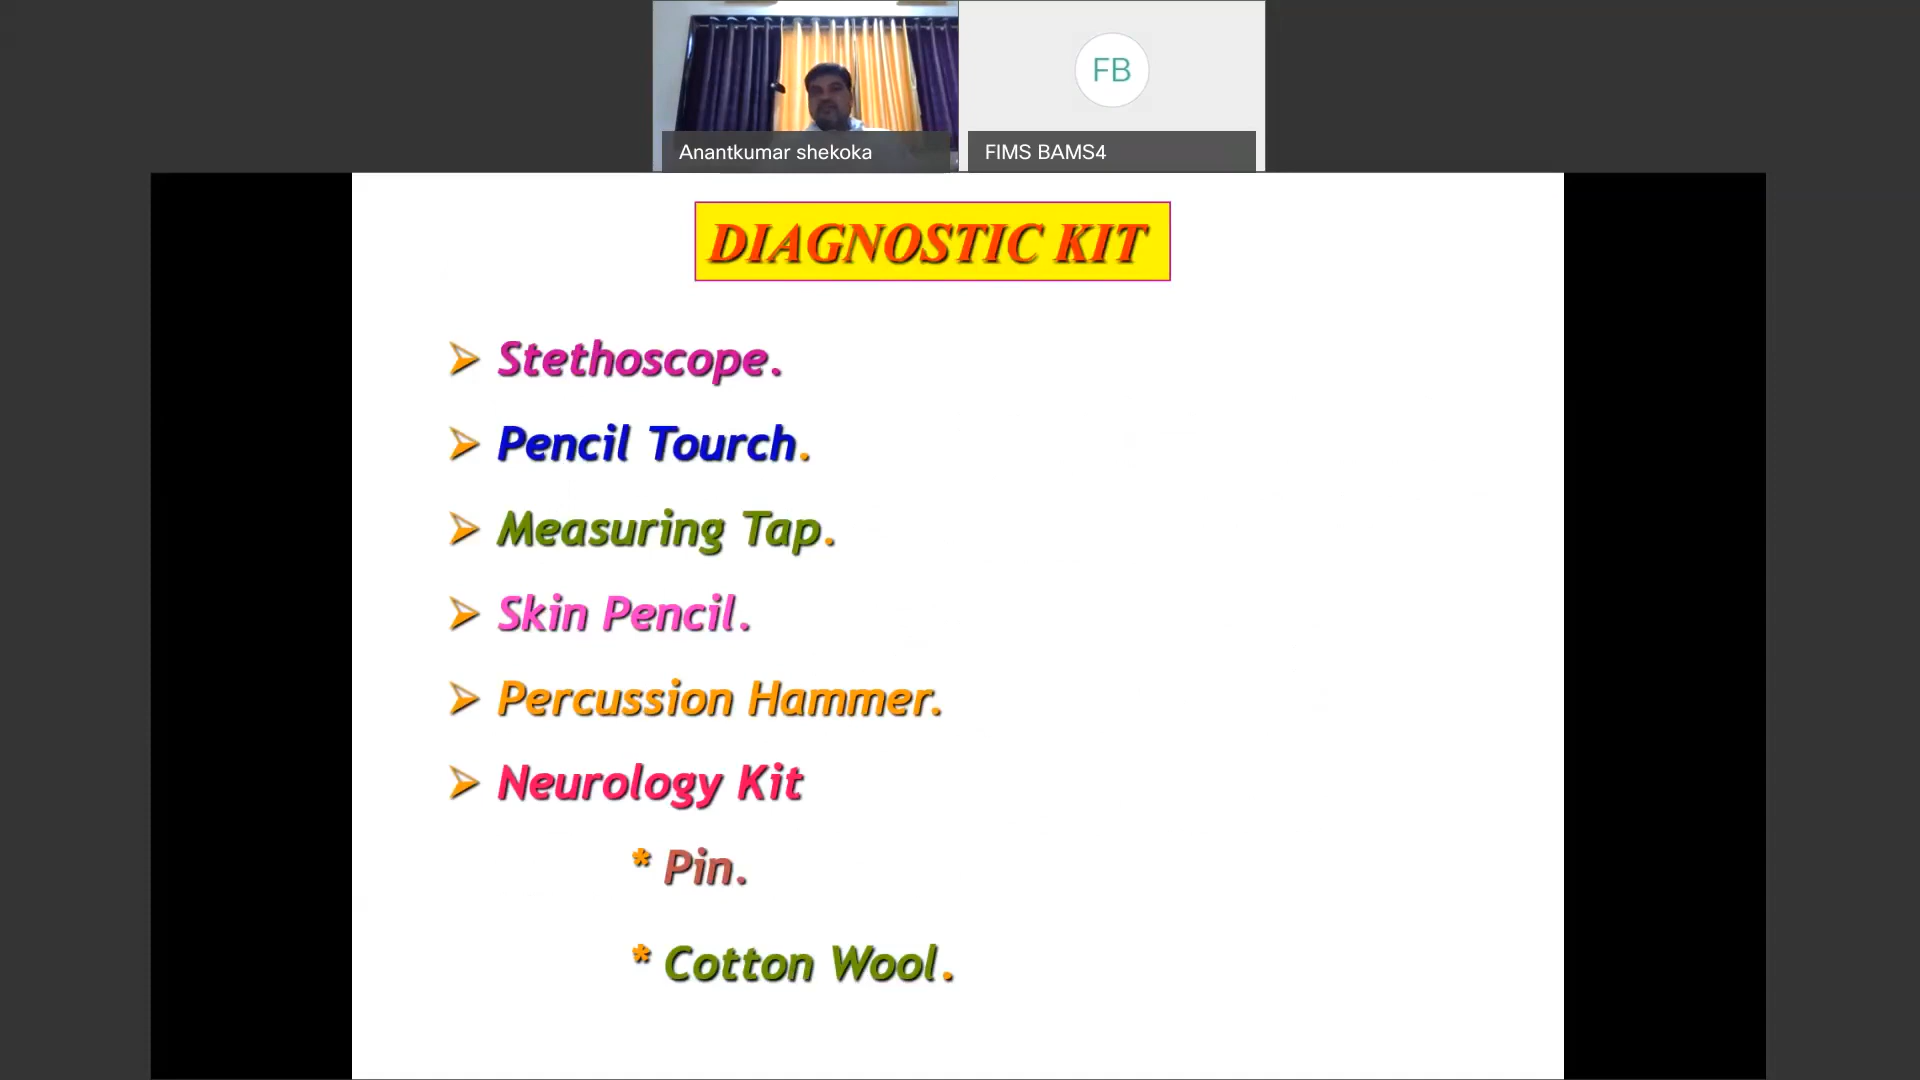 FB
Anantkumar shekoka
FIMS BAMS4
DIAGNOSTIC KIT
➢ Stethoscope.
➢ Pencil Tourch.
➢ Measuring Tap.
➢ Skin Pencil.
➢ Percussion Hammer.
➢ Neurology Kit
* Pin.
* Cotton Wool.